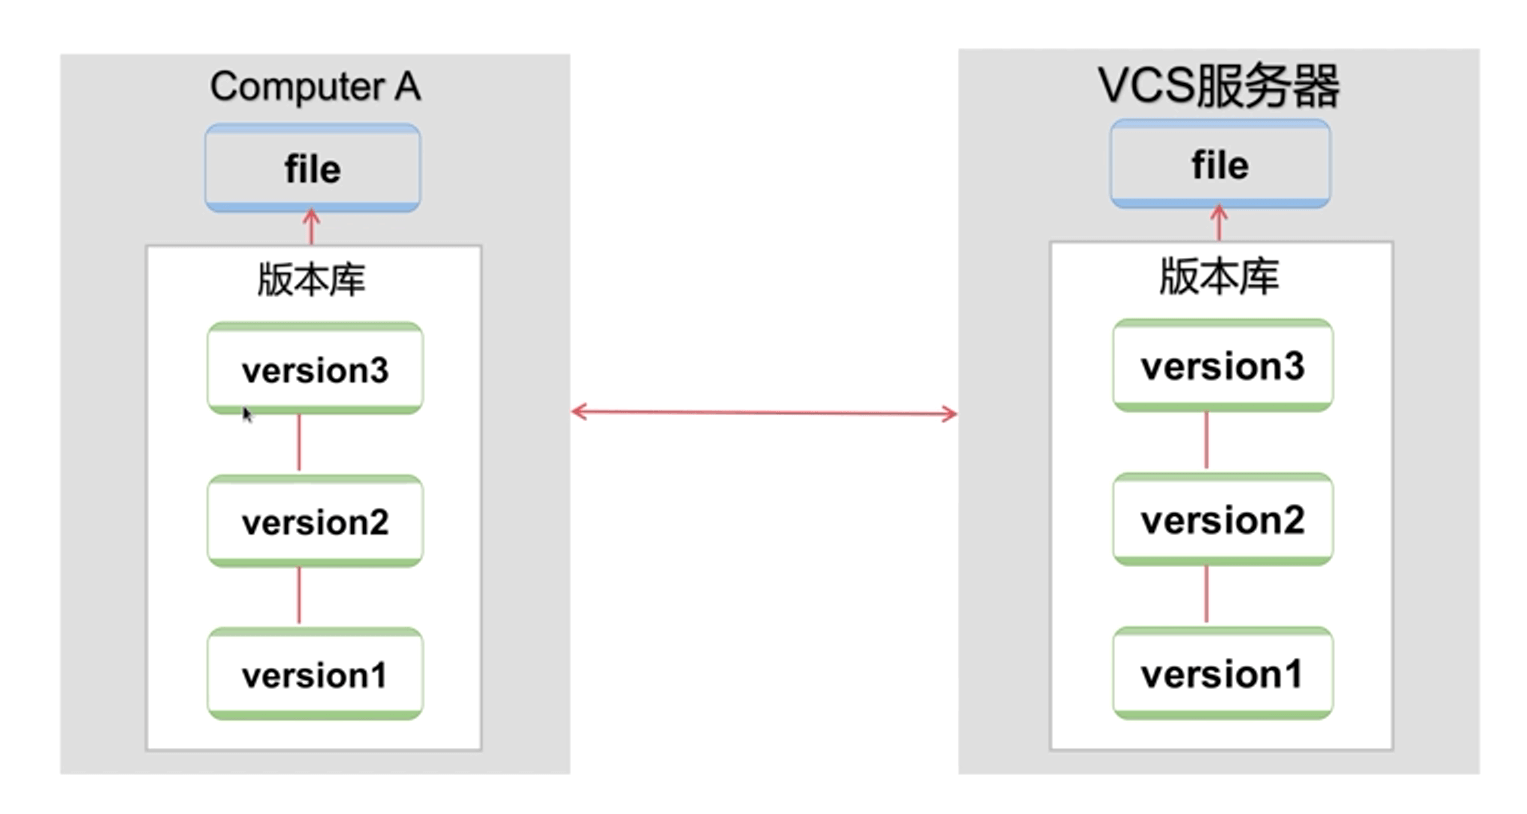 Computer A
file
版本库
version3
version2
version1
VCS服务器
file
版本库
version3
version2
version1